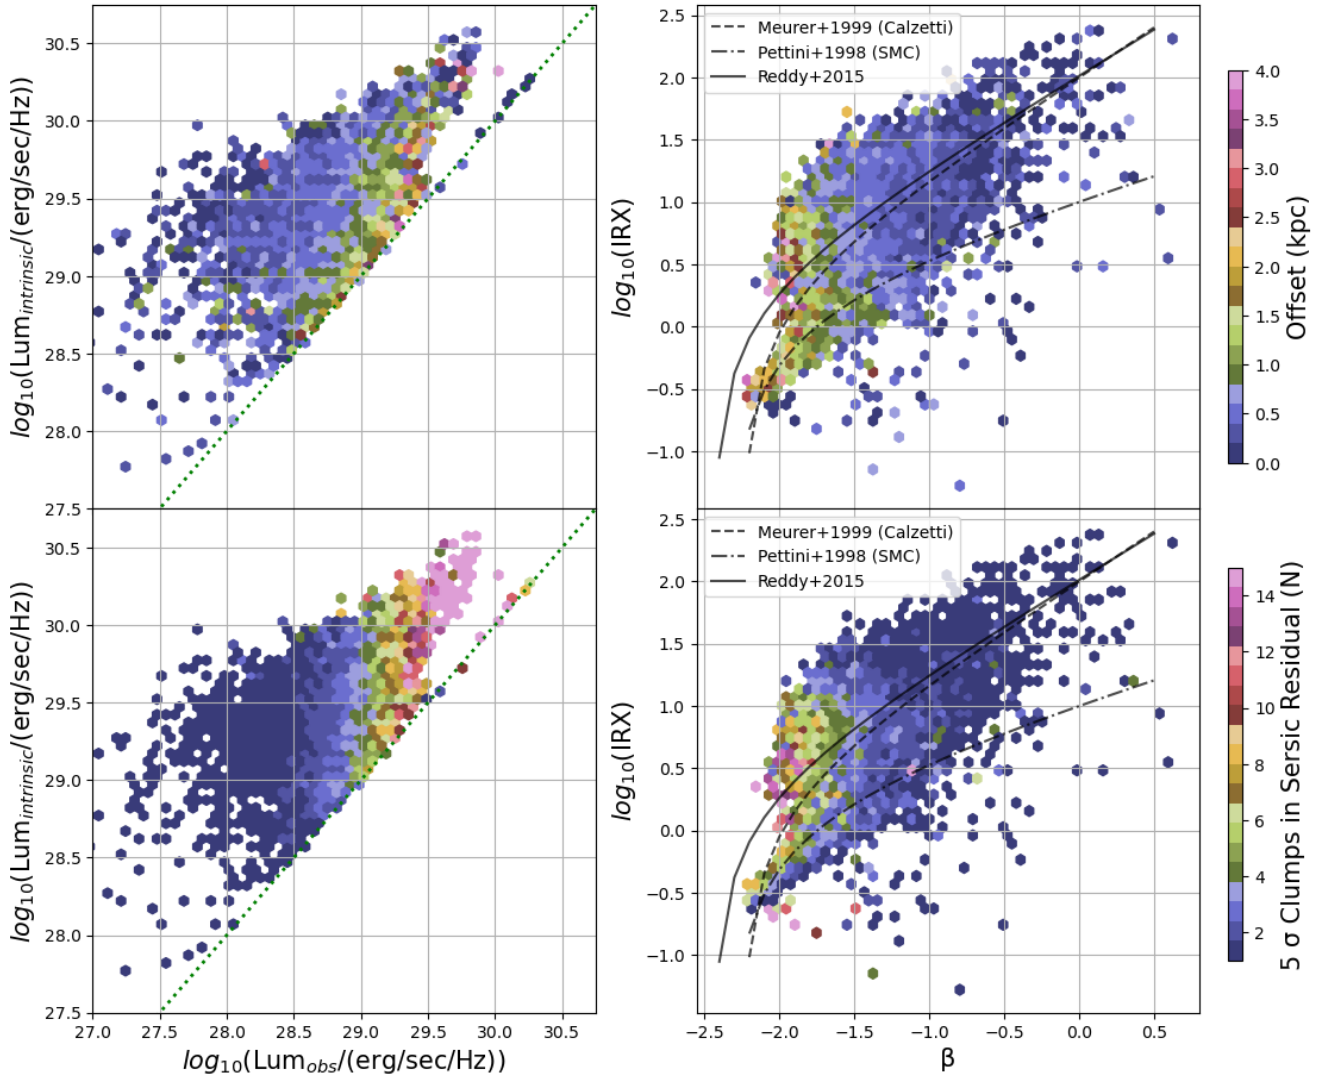 30.5
30.0
29.5
29.0
28.5
28.0
27.5
log₁₀(Lum_intrinsic/(erg/sec/Hz))
2.5
2.0
1.5
1.0
0.5
0.0
−0.5
−1.0
log₁₀(IRX)
Meurer+1999 (Calzetti)
Pettini+1998 (SMC)
Reddy+2015
4.0
3.5
3.0
2.5
2.0
1.5
1.0
0.5
0.0
Offset (kpc)
30.5
30.0
29.5
29.0
28.5
28.0
27.5
log₁₀(Lum_intrinsic/(erg/sec/Hz))
27.0 27.5 28.0 28.5 29.0 29.5 30.0 30.5
log₁₀(Lum_obs/(erg/sec/Hz))
2.5
2.0
1.5
1.0
0.5
0.0
−0.5
−1.0
log₁₀(IRX)
Meurer+1999 (Calzetti)
Pettini+1998 (SMC)
Reddy+2015
−2.5 −2.0 −1.5 −1.0 −0.5 0.0 0.5
β
14
12
10
8
6
4
2
5 σ Clumps in Sersic Residual (N)